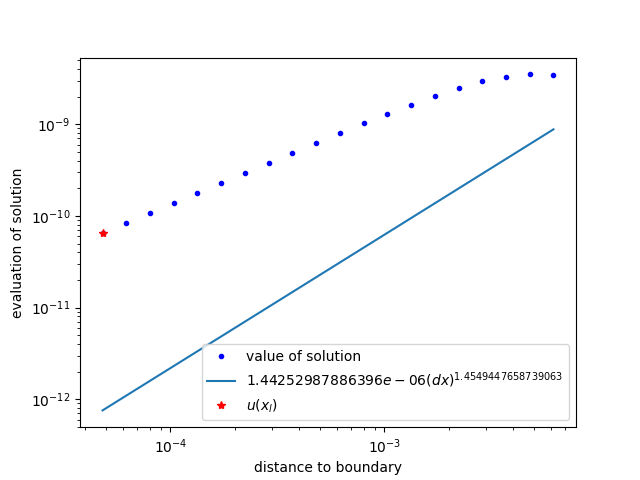 evaluation of solution
10⁻⁹
10⁻¹⁰
10⁻¹¹
10⁻¹²
value of solution
1.44252987886396e − 06(dx)^1.4549447658739063
u(x_l)
10⁻⁴
10⁻³
distance to boundary